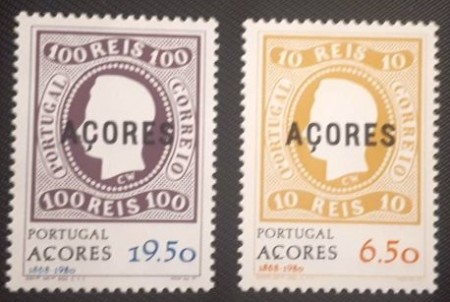 100 REIS 100
PORTUGAL
CORREIO
AÇORES
CW
100 REIS 100
PORTUGAL
AÇORES 19.50
1868-1980
10 REIS 10
PORTUGAL
CORREIO
AÇORES
CW
10 REIS 10
PORTUGAL
AÇORES 6.50
1868-1980